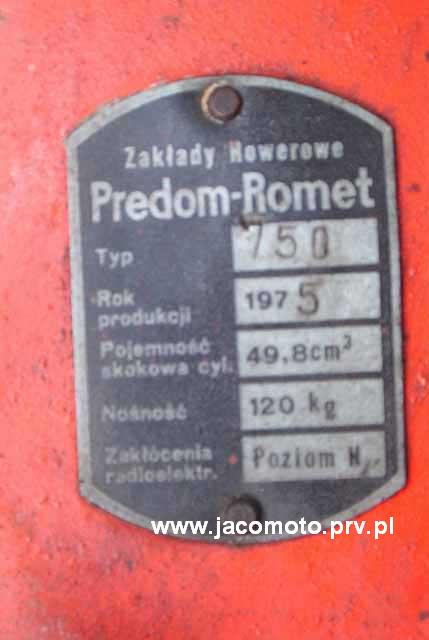 Zakłady Rowerowe
Predom-Romet
Typ 750
Rok produkcji 1975
Pojemność skokowa cyl. 49,8cm³
Nośność 120 kg
Zakłócenia radioelektr. Poziom N
www.jacomoto.prv.pl